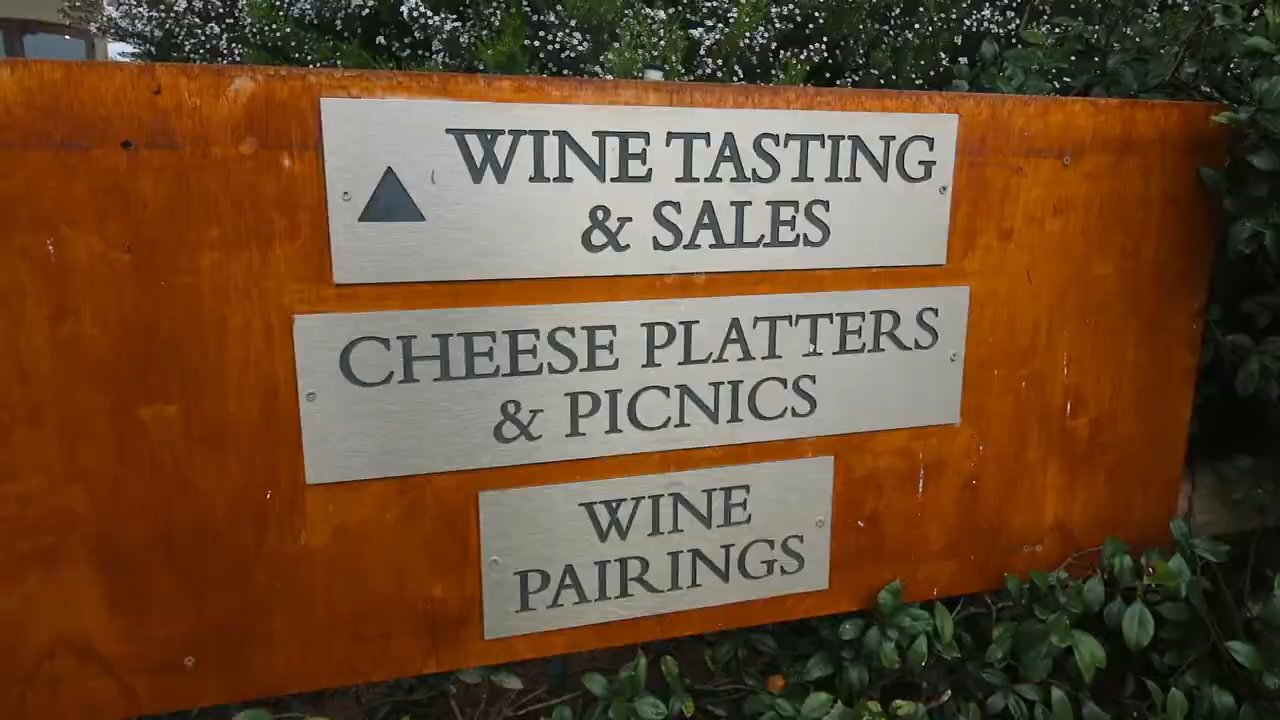 WINE TASTING
& SALES
CHEESE PLATTERS
& PICNICS
WINE
PAIRINGS